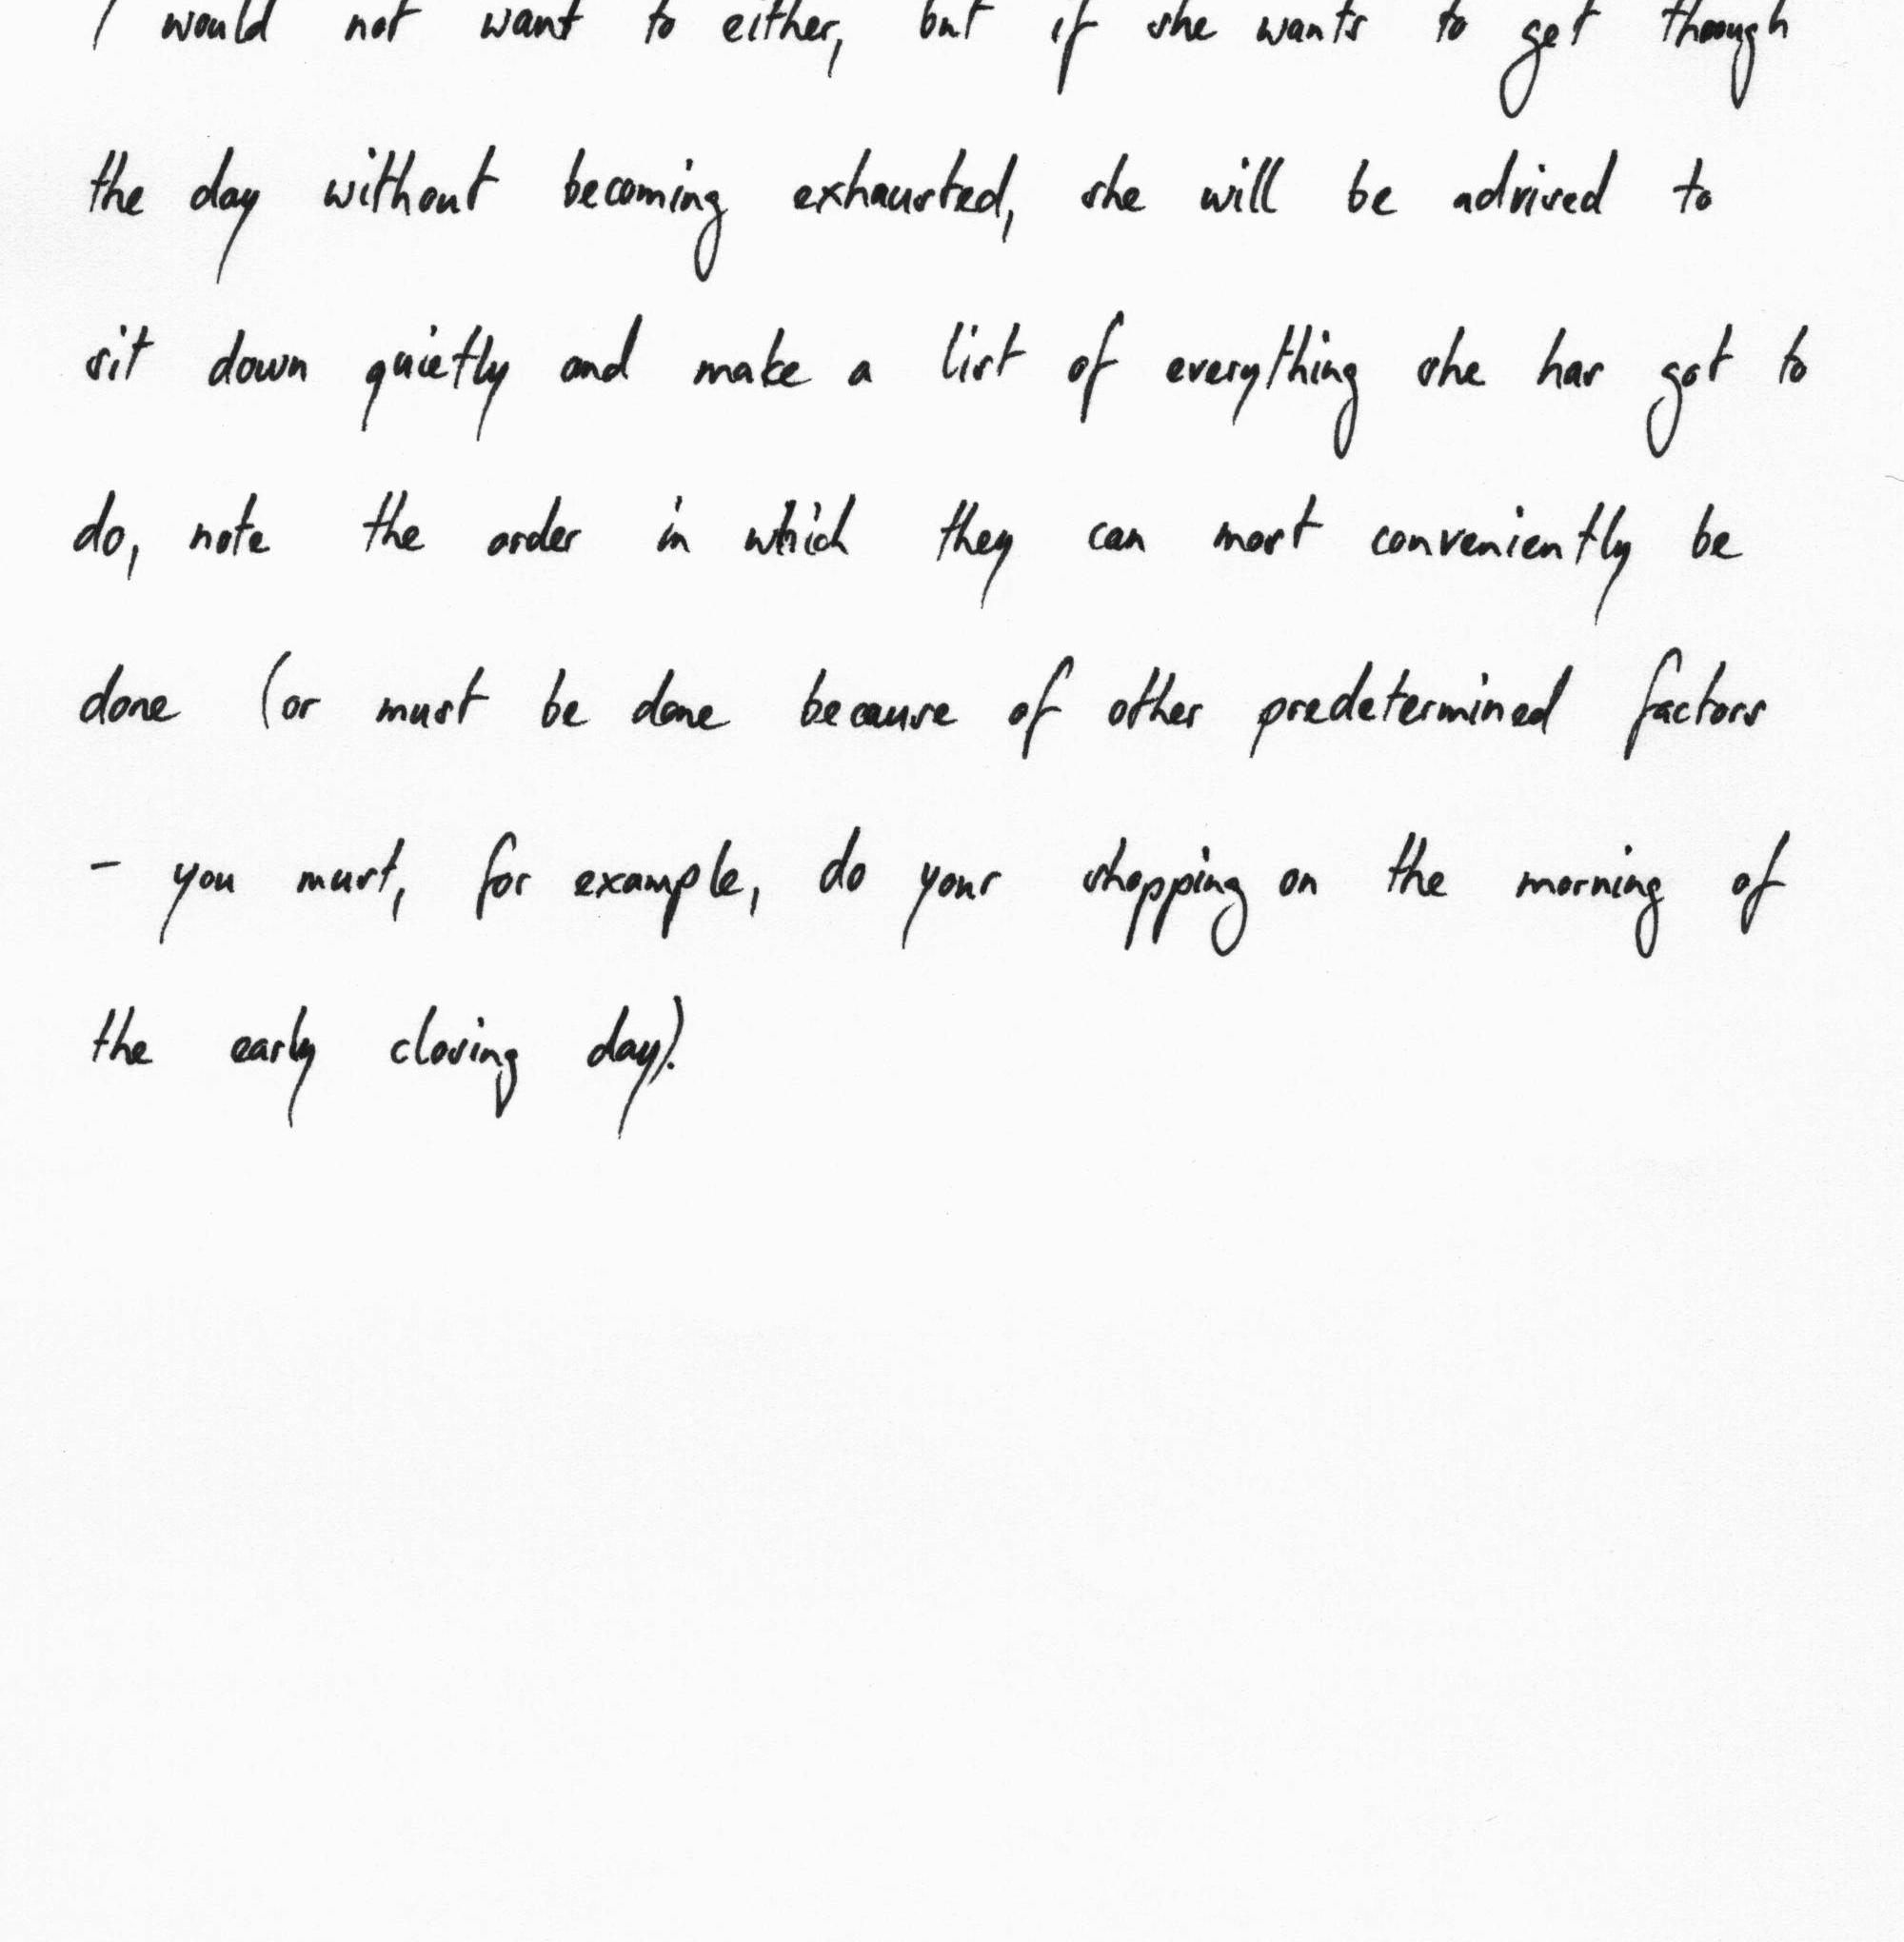 I would not want to either, but if she wants to get though
the day without becoming exhausted, she will be advised to
sit down quietly and make a list of everything she has got to
do, note the order in which they can most conveniently be
done (or must be done because of other predetermined factors
- you must, for example, do your shopping on the morning of
the early closing day).